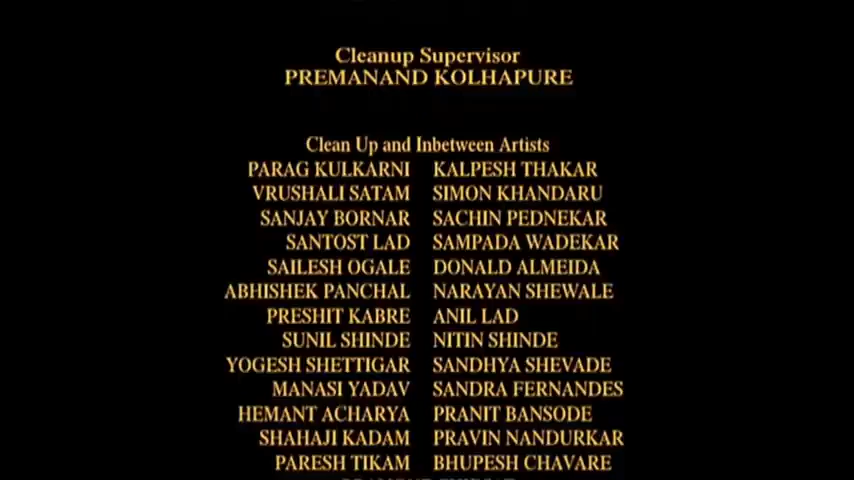 Cleanup Supervisor
PREMANAND KOLHAPURE
Clean Up and Inbetween Artists
PARAG KULKARNI KALPESH THAKAR
VRUSHALI SATAM SIMON KHANDARU
SANJAY BORNAR SACHIN PEDNEKAR
SANTOST LAD SAMPADA WADEKAR
SAILESH OGALE DONALD ALMEIDA
ABHISHEK PANCHAL NARAYAN SHEWALE
PRESHIT KABRE ANIL LAD
SUNIL SHINDE NITIN SHINDE
YOGESH SHETTIGAR SANDHYA SHEVADE
MANASI YADAV SANDRA FERNANDES
HEMANT ACHARYA PRANIT BANSODE
SHAHAJI KADAM PRAVIN NANDURKAR
PARESH TIKAM BHUPESH CHAVARE